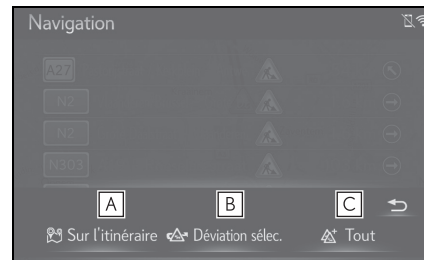 Navigation
A27
N2
N2
N303
A B C
Sur l'itinéraire Déviation sélec. Tout